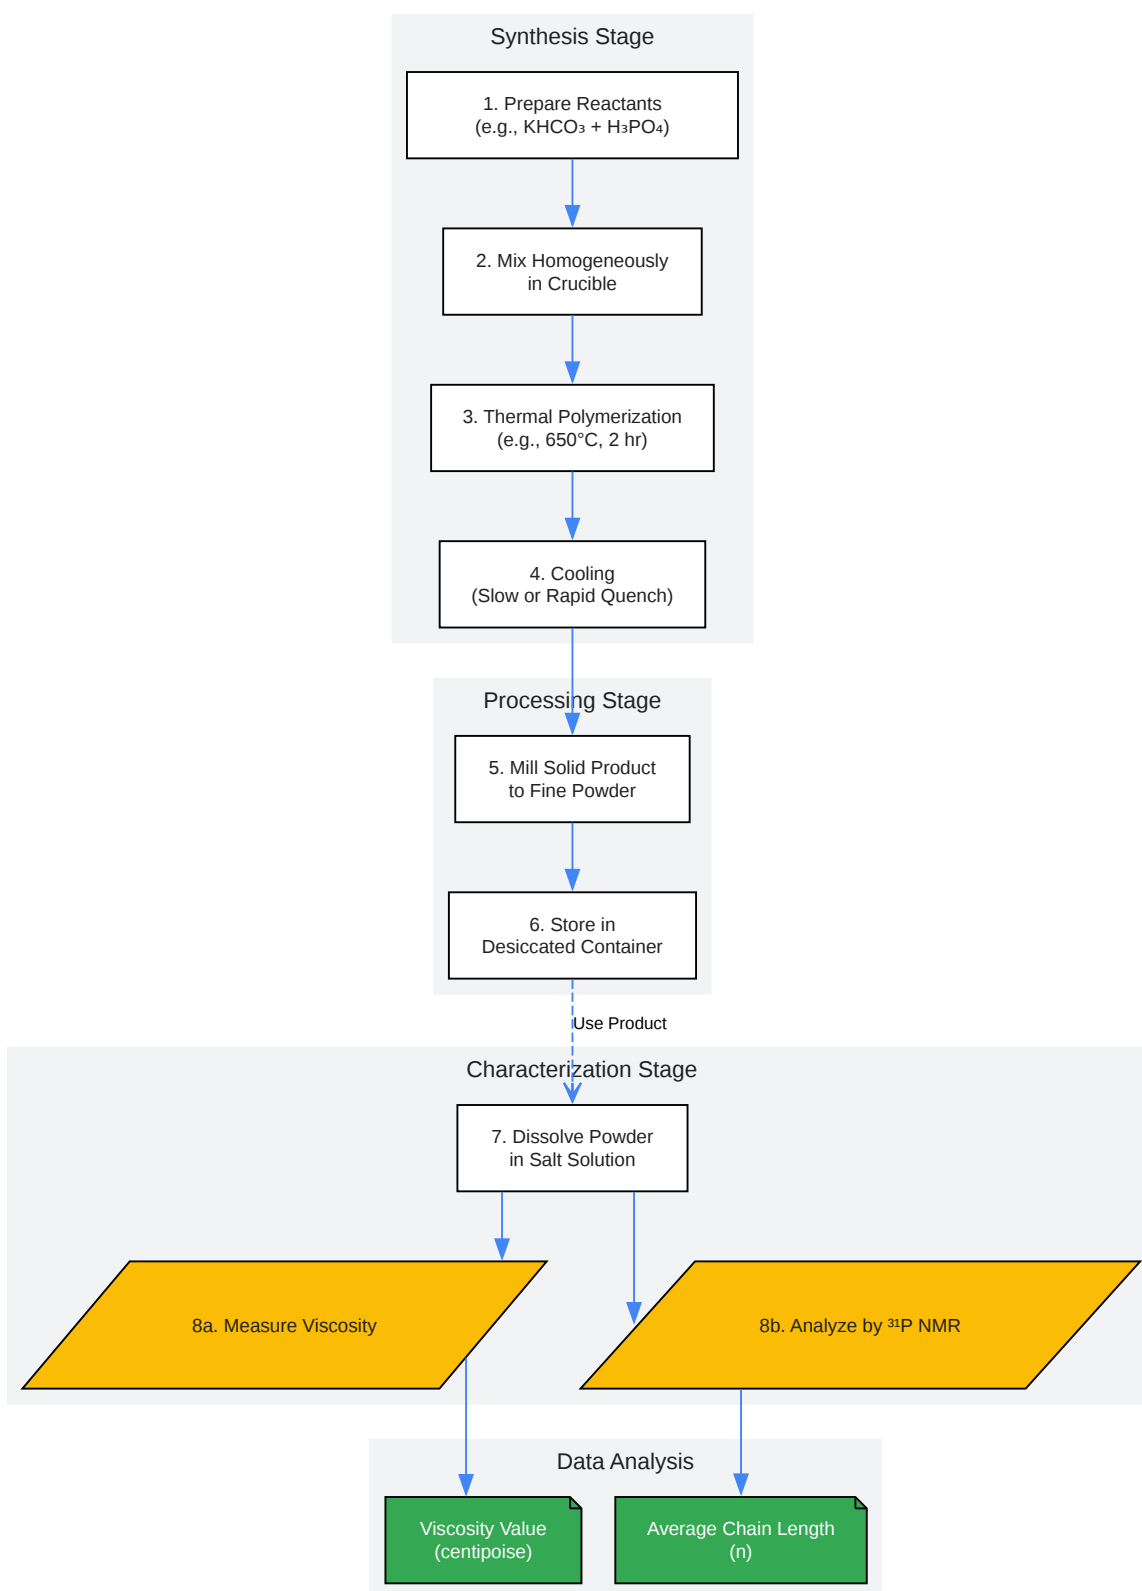 Synthesis Stage
1. Prepare Reactants
(e.g., KHCO₃ + H₃PO₄)
2. Mix Homogeneously
in Crucible
3. Thermal Polymerization
(e.g., 650°C, 2 hr)
4. Cooling
(Slow or Rapid Quench)
Processing Stage
5. Mill Solid Product
to Fine Powder
6. Store in
Desiccated Container
Use Product
Characterization Stage
7. Dissolve Powder
in Salt Solution
8a. Measure Viscosity
8b. Analyze by ³¹P NMR
Data Analysis
Viscosity Value
(centipoise)
Average Chain Length
(n)